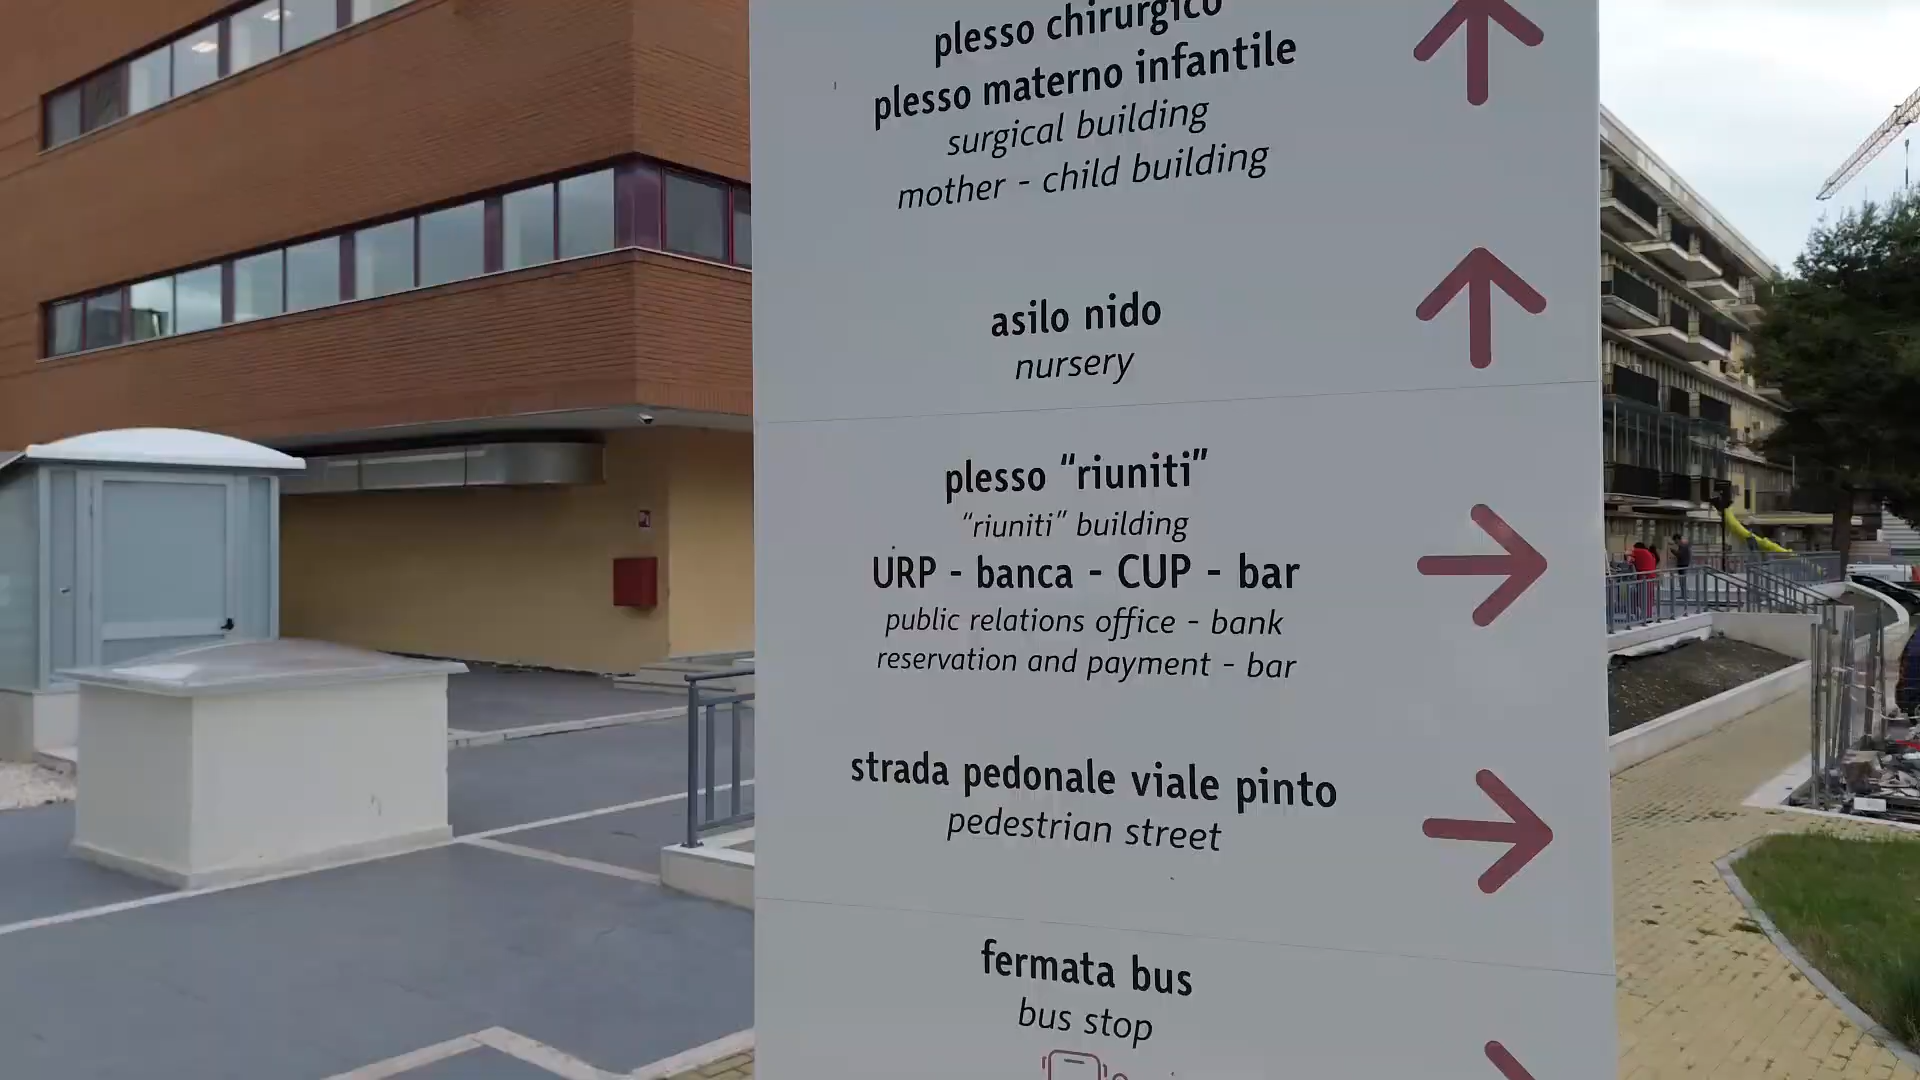 plesso chirurgico
plesso materno infantile
surgical building
mother - child building
asilo nido
nursery
plesso “riuniti”
“riuniti” building
URP - banca - CUP - bar
public relations office - bank
reservation and payment - bar
strada pedonale viale pinto
pedestrian street
fermata bus
bus stop